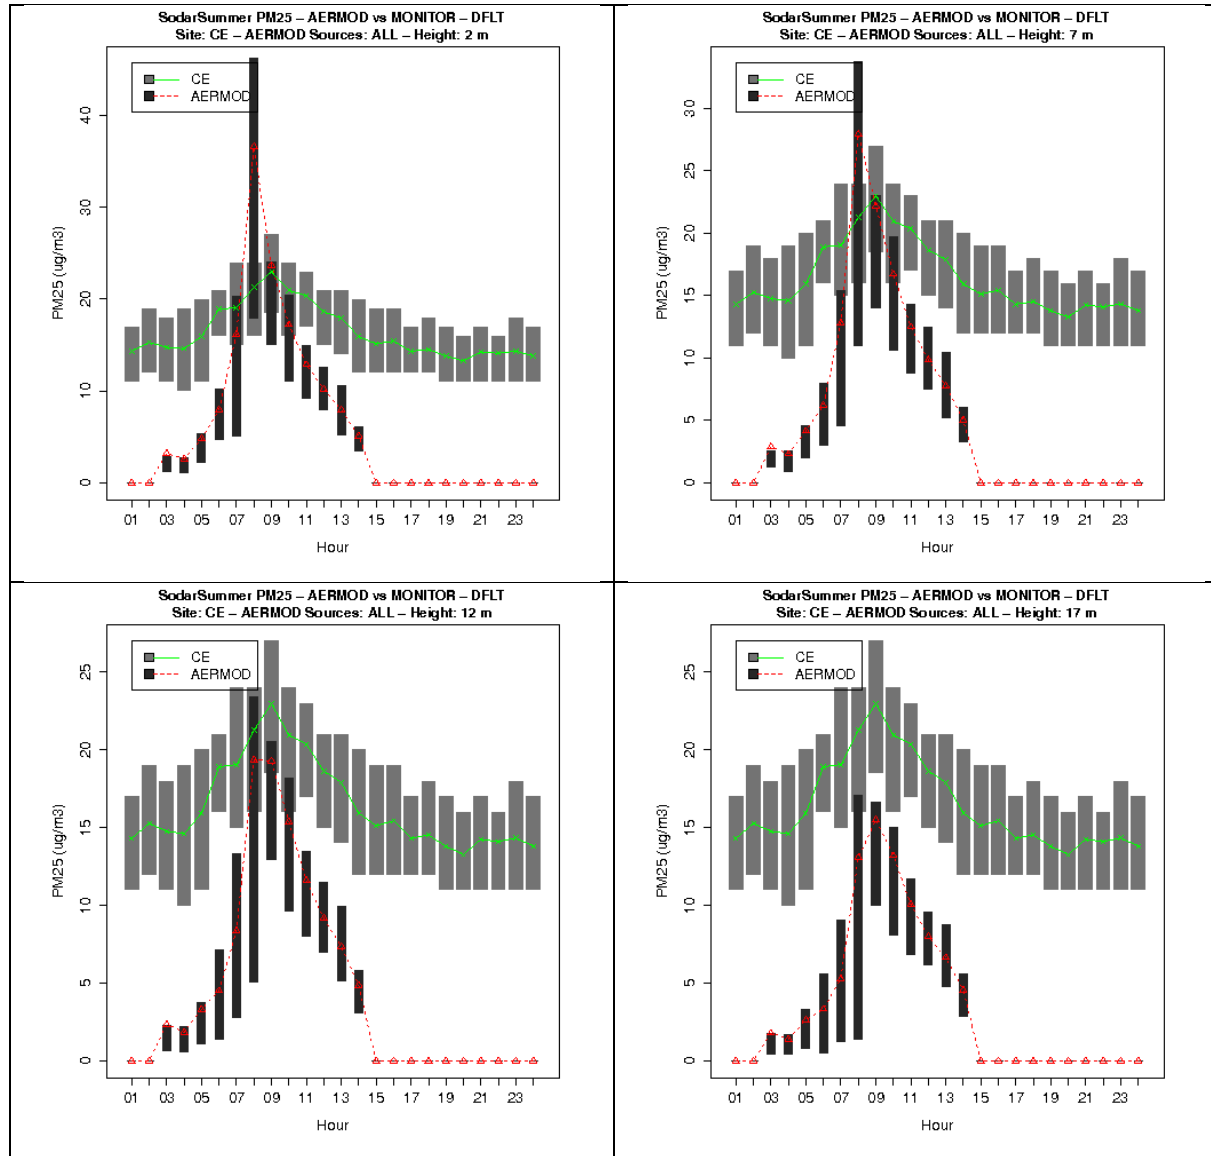 SodarSummer PM25 – AERMOD vs MONITOR – DFLT
Site: CE – AERMOD Sources: ALL – Height: 2 m
CE
AERMOD
PM25 (ug/m3)
40
30
20
10
0
01 03 05 07 09 11 13 15 17 19 21 23
Hour
SodarSummer PM25 – AERMOD vs MONITOR – DFLT
Site: CE – AERMOD Sources: ALL – Height: 7 m
CE
AERMOD
PM25 (ug/m3)
30
25
20
15
10
5
0
01 03 05 07 09 11 13 15 17 19 21 23
Hour
SodarSummer PM25 – AERMOD vs MONITOR – DFLT
Site: CE – AERMOD Sources: ALL – Height: 12 m
CE
AERMOD
PM25 (ug/m3)
25
20
15
10
5
0
01 03 05 07 09 11 13 15 17 19 21 23
Hour
SodarSummer PM25 – AERMOD vs MONITOR – DFLT
Site: CE – AERMOD Sources: ALL – Height: 17 m
CE
AERMOD
PM25 (ug/m3)
25
20
15
10
5
0
01 03 05 07 09 11 13 15 17 19 21 23
Hour